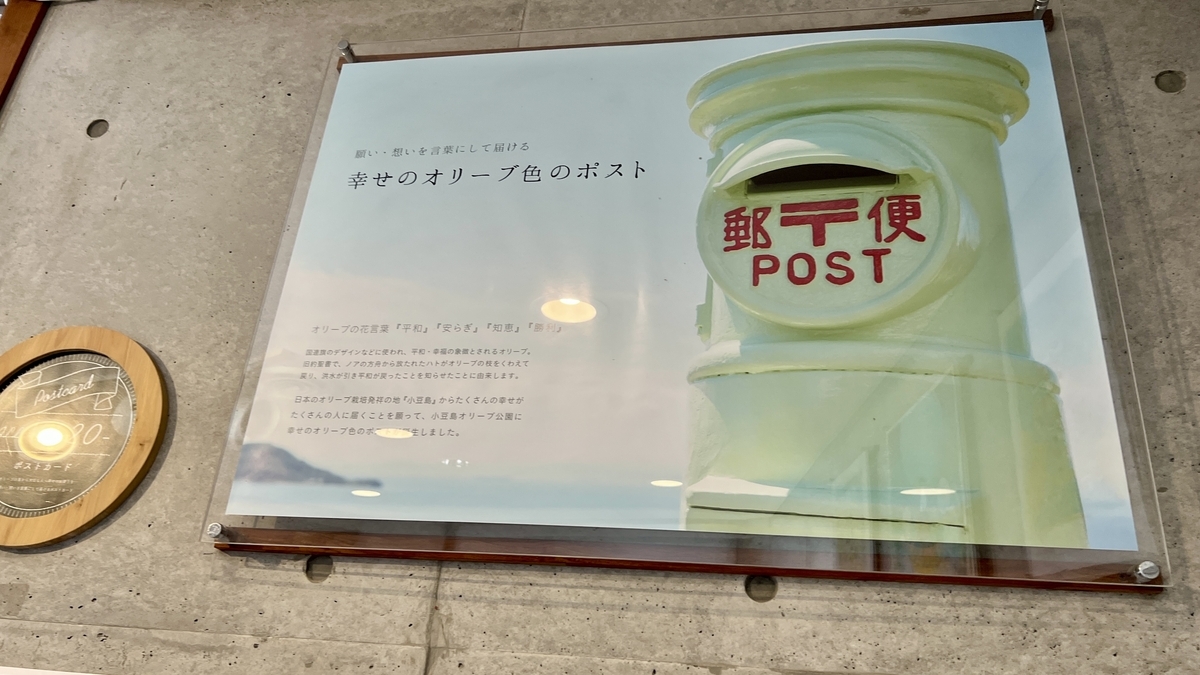 願い・想いを言葉にして届ける
幸せのオリーブ色のポスト
郵〒便
POST
オリーブの花言葉『平和』『安らぎ』『知恵』『勝利』
国連旗のデザインなどに使われ、平和・幸福の象徴とされるオリーブ。
旧約聖書で、ノアの方舟から放たれたハトがオリーブの枝をくわえて
戻り、洪水が引き平和が戻ったことを知らせたことに由来します。
日本のオリーブ栽培発祥の地『小豆島』からたくさんの幸せが
たくさんの人に届くことを願って、小豆島オリーブ公園に
幸せのオリーブ色のポ 生しました。
Postcard
ポストカード